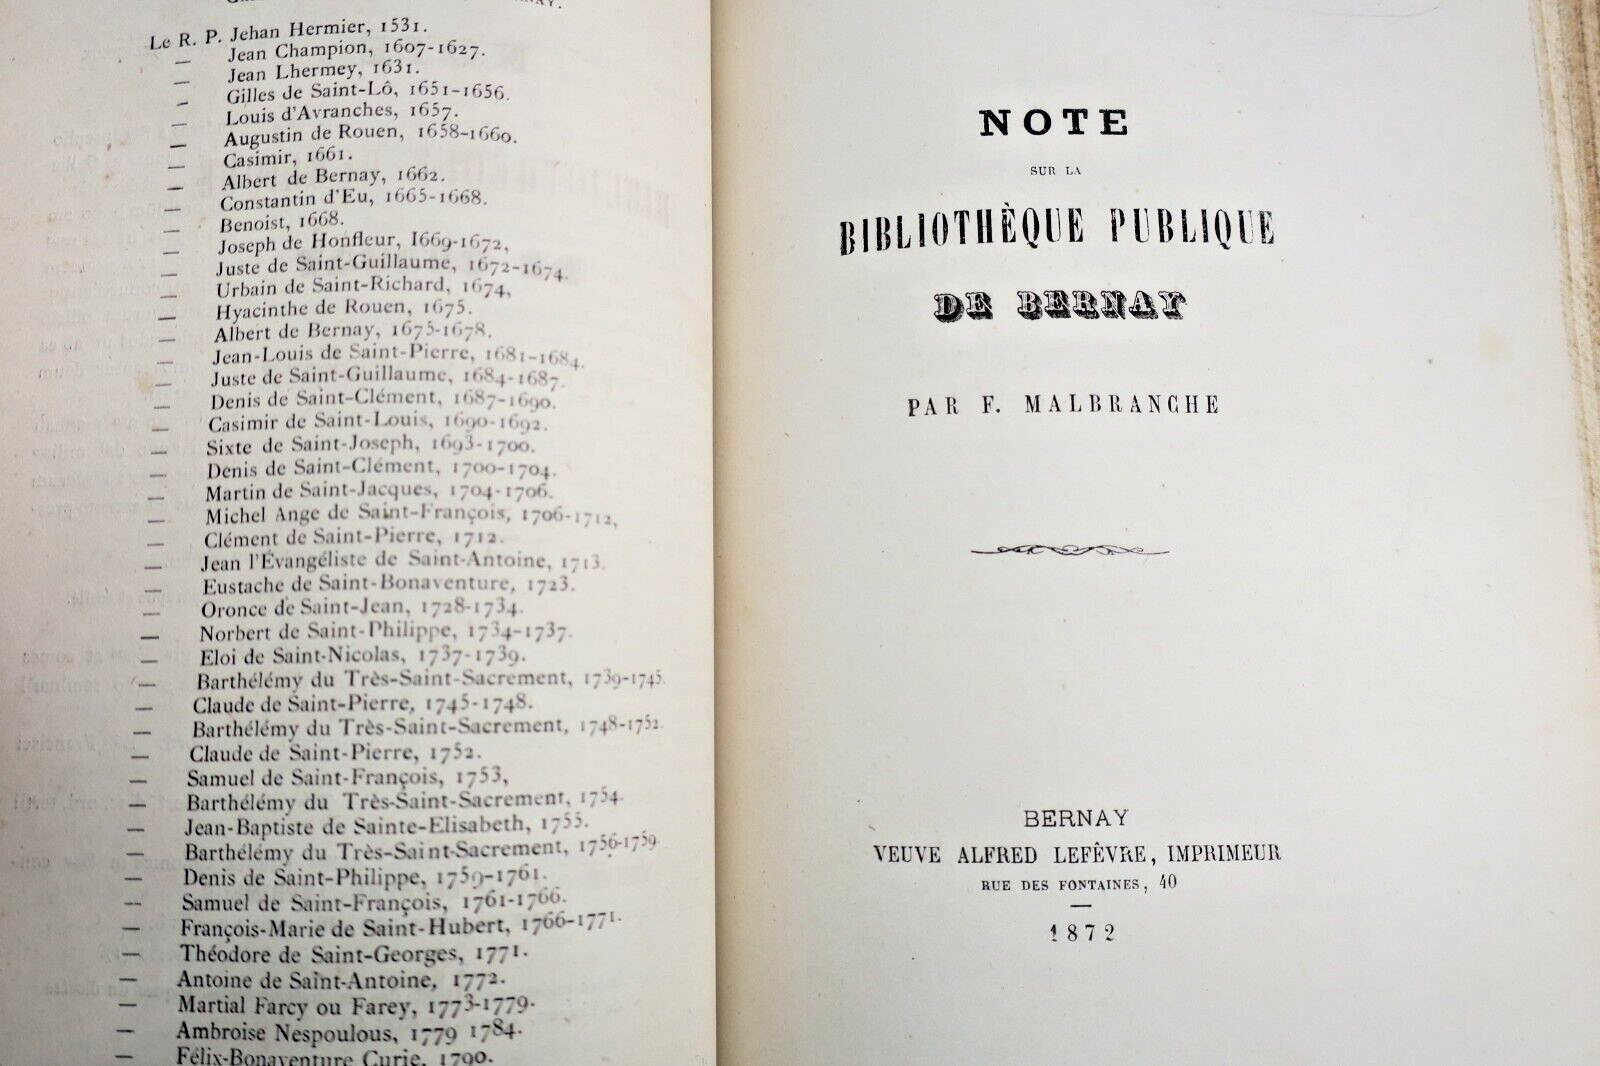 Le R. P. Jehan Hermier, 1531.
— Jean Champion, 1607-1627.
— Jean Lhermey, 1631.
— Gilles de Saint-Lô, 1651-1656.
— Louis d'Avranches, 1657.
— Augustin de Rouen, 1658-1660.
— Casimir, 1661.
— Albert de Bernay, 1662.
— Constantin d'Eu, 1665-1668.
— Benoist, 1668.
— Joseph de Honfleur, 1669-1672,
— Juste de Saint-Guillaume, 1672-1674.
— Urbain de Saint-Richard, 1674,
— Hyacinthe de Rouen, 1675.
— Albert de Bernay, 1675-1678.
— Jean-Louis de Saint-Pierre, 1681-1684.
— Juste de Saint-Guillaume, 1684-1687.
— Denis de Saint-Clément, 1687-1690.
— Casimir de Saint-Louis, 1690-1692.
— Sixte de Saint-Joseph, 1693-1700.
— Denis de Saint-Clément, 1700-1704.
— Martin de Saint-Jacques, 1704-1706.
— Michel Ange de Saint-François, 1706-1712,
— Clément de Saint-Pierre, 1712.
— Jean l'Évangéliste de Saint-Antoine, 1713.
— Eustache de Saint-Bonaventure, 1723.
— Oronce de Saint-Jean, 1728-1734.
— Norbert de Saint-Philippe, 1734-1737.
— Eloi de Saint-Nicolas, 1737-1739.
— Barthélémy du Très-Saint-Sacrement, 1739-1745.
— Claude de Saint-Pierre, 1745-1748.
— Barthélémy du Très-Saint-Sacrement, 1748-1752.
— Claude de Saint-Pierre, 1752.
— Samuel de Saint-François, 1753,
— Barthélémy du Très-Saint-Sacrement, 1754.
— Jean-Baptiste de Sainte-Elisabeth, 1755.
— Barthélémy du Très-Saint-Sacrement, 1756-1759
— Denis de Saint-Philippe, 1759-1761.
— Samuel de Saint-François, 1761-1766.
— François-Marie de Saint-Hubert, 1766-1771.
— Théodore de Saint-Georges, 1771.
— Antoine de Saint-Antoine, 1772.
— Martial Farcy ou Farey, 1773-1779.
— Ambroise Nespoulous, 1779 1784.
— Félix-Bonaventure Curie, 1790.
NOTE
SUR LA
BIBLIOTHÈQUE PUBLIQUE
DE BERNAY
PAR F. MALBRANCHE
BERNAY
VEUVE ALFRED LEFÊVRE, IMPRIMEUR
RUE DES FONTAINES, 40
1872